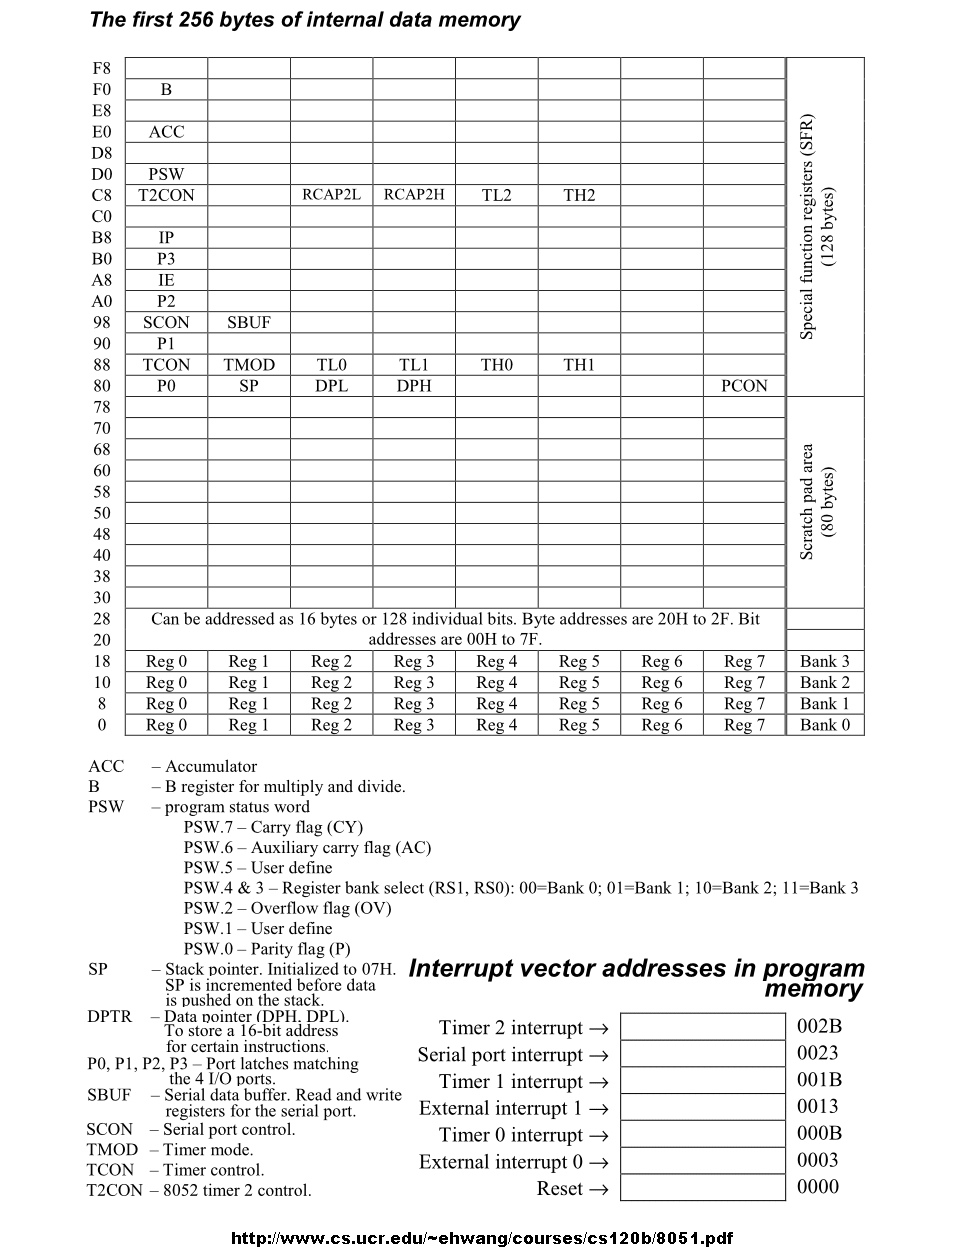 The first 256 bytes of internal data memory
F8
F0 B
E8
E0 ACC
D8
D0 PSW
C8 T2CON RCAP2L RCAP2H TL2 TH2
C0
B8 IP
B0 P3
A8 IE
A0 P2
98 SCON SBUF
90 P1
88 TCON TMOD TL0 TL1 TH0 TH1
80 P0 SP DPL DPH PCON
Special function registers (SFR)
(128 bytes)
78
70
68
60
58
50
48
40
38
30
Scratch pad area
(80 bytes)
28 Can be addressed as 16 bytes or 128 individual bits. Byte addresses are 20H to 2F. Bit
20 addresses are 00H to 7F.
18 Reg 0 Reg 1 Reg 2 Reg 3 Reg 4 Reg 5 Reg 6 Reg 7 Bank 3
10 Reg 0 Reg 1 Reg 2 Reg 3 Reg 4 Reg 5 Reg 6 Reg 7 Bank 2
8 Reg 0 Reg 1 Reg 2 Reg 3 Reg 4 Reg 5 Reg 6 Reg 7 Bank 1
0 Reg 0 Reg 1 Reg 2 Reg 3 Reg 4 Reg 5 Reg 6 Reg 7 Bank 0
ACC – Accumulator
B – B register for multiply and divide.
PSW – program status word
PSW.7 – Carry flag (CY)
PSW.6 – Auxiliary carry flag (AC)
PSW.5 – User define
PSW.4 & 3 – Register bank select (RS1, RS0): 00=Bank 0; 01=Bank 1; 10=Bank 2; 11=Bank 3
PSW.2 – Overflow flag (OV)
PSW.1 – User define
PSW.0 – Parity flag (P)
SP – Stack pointer. Initialized to 07H.
SP is incremented before data
is pushed on the stack.
DPTR – Data pointer (DPH, DPL).
To store a 16-bit address
for certain instructions.
P0, P1, P2, P3 – Port latches matching
the 4 I/O ports.
SBUF – Serial data buffer. Read and write
registers for the serial port.
SCON – Serial port control.
TMOD – Timer mode.
TCON – Timer control.
T2CON – 8052 timer 2 control.
Interrupt vector addresses in program
memory
Timer 2 interrupt → 002B
Serial port interrupt → 0023
Timer 1 interrupt → 001B
External interrupt 1 → 0013
Timer 0 interrupt → 000B
External interrupt 0 → 0003
Reset → 0000
http://www.cs.ucr.edu/~ehwang/courses/cs120b/8051.pdf